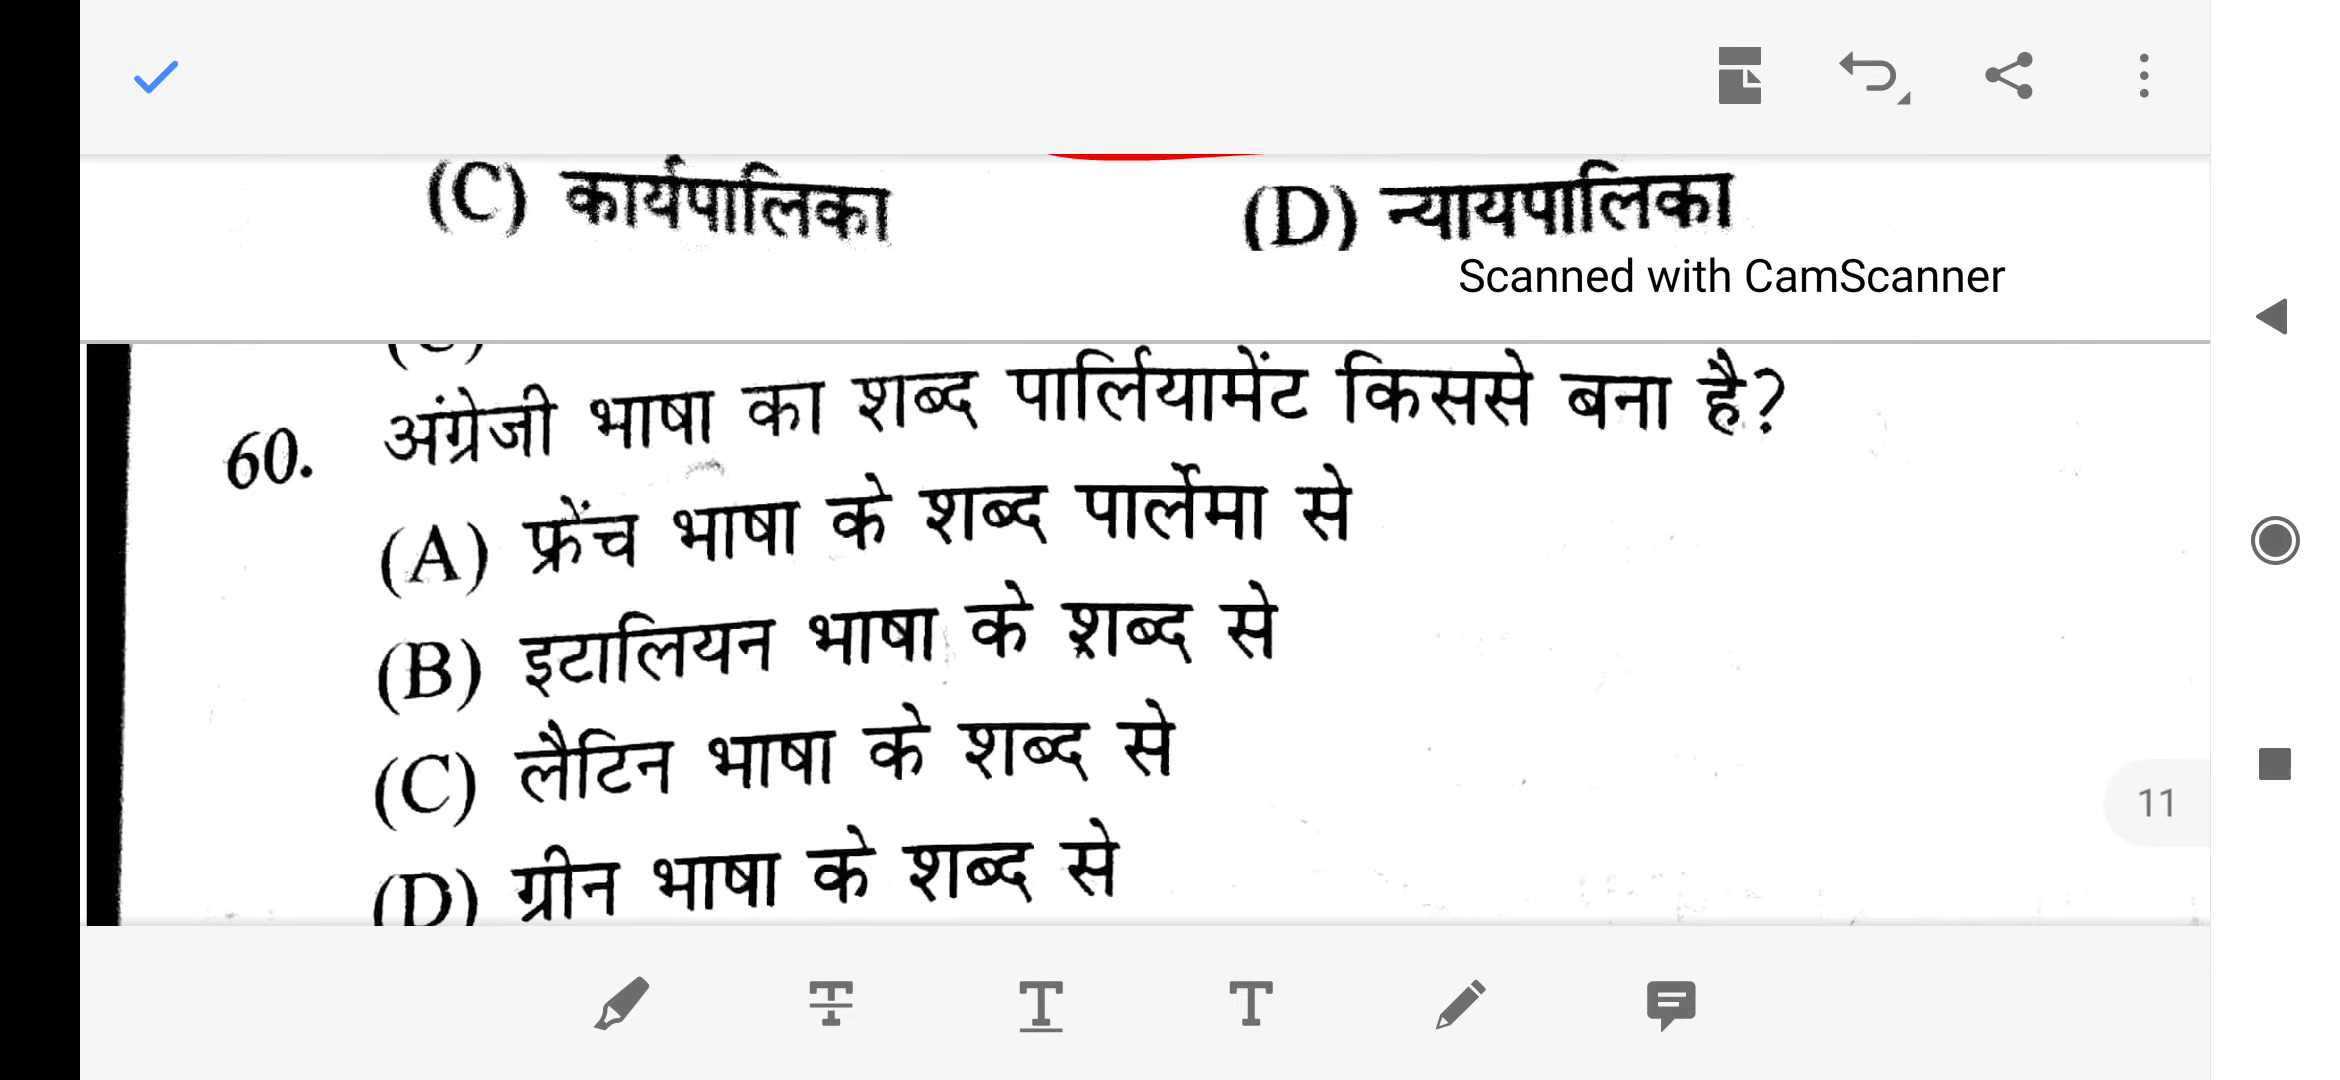 (C) कार्यपालिका (D) न्यायपालिका
Scanned with CamScanner
60. अंग्रेजी भाषा का शब्द पार्लियामेंट किससे बना है?
(A) फ्रेंच भाषा के शब्द पार्लेमा से
(B) इटालियन भाषा के शब्द से
(C) लैटिन भाषा के शब्द से
(D) ग्रीन भाषा के शब्द से
11